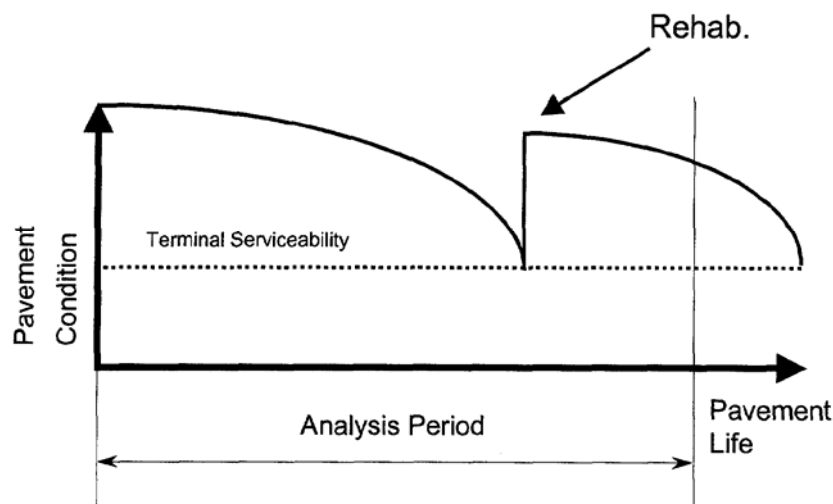 Rehab.
Pavement
Condition
Terminal Serviceability
Analysis Period
Pavement
Life